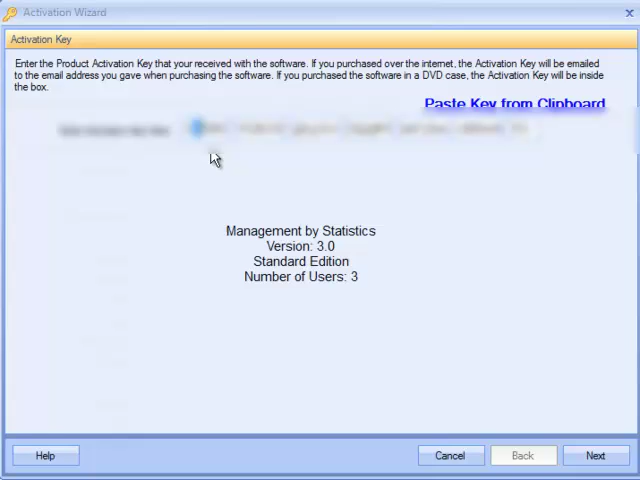 Activation Wizard
Activation Key
Enter the Product Activation Key that your received with the software. If you purchased over the internet, the Activation Key will be emailed
to the email address you gave when purchasing the software. If you purchased the software in a DVD case, the Activation Key will be inside
the box.
Paste Key from Clipboard
Management by Statistics
Version: 3.0
Standard Edition
Number of Users: 3
Help
Cancel
Back
Next